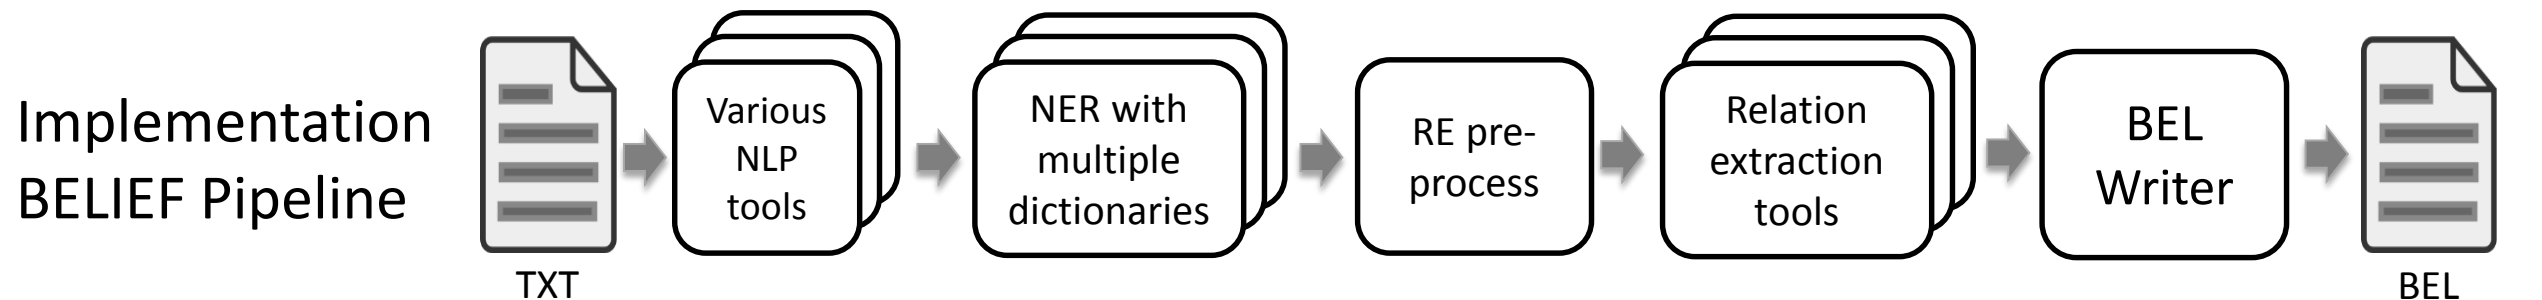 Implementation
BELIEF Pipeline
TXT
Various
NLP
tools
NER with
multiple
dictionaries
RE pre-
process
Relation
extraction
tools
BEL
Writer
BEL